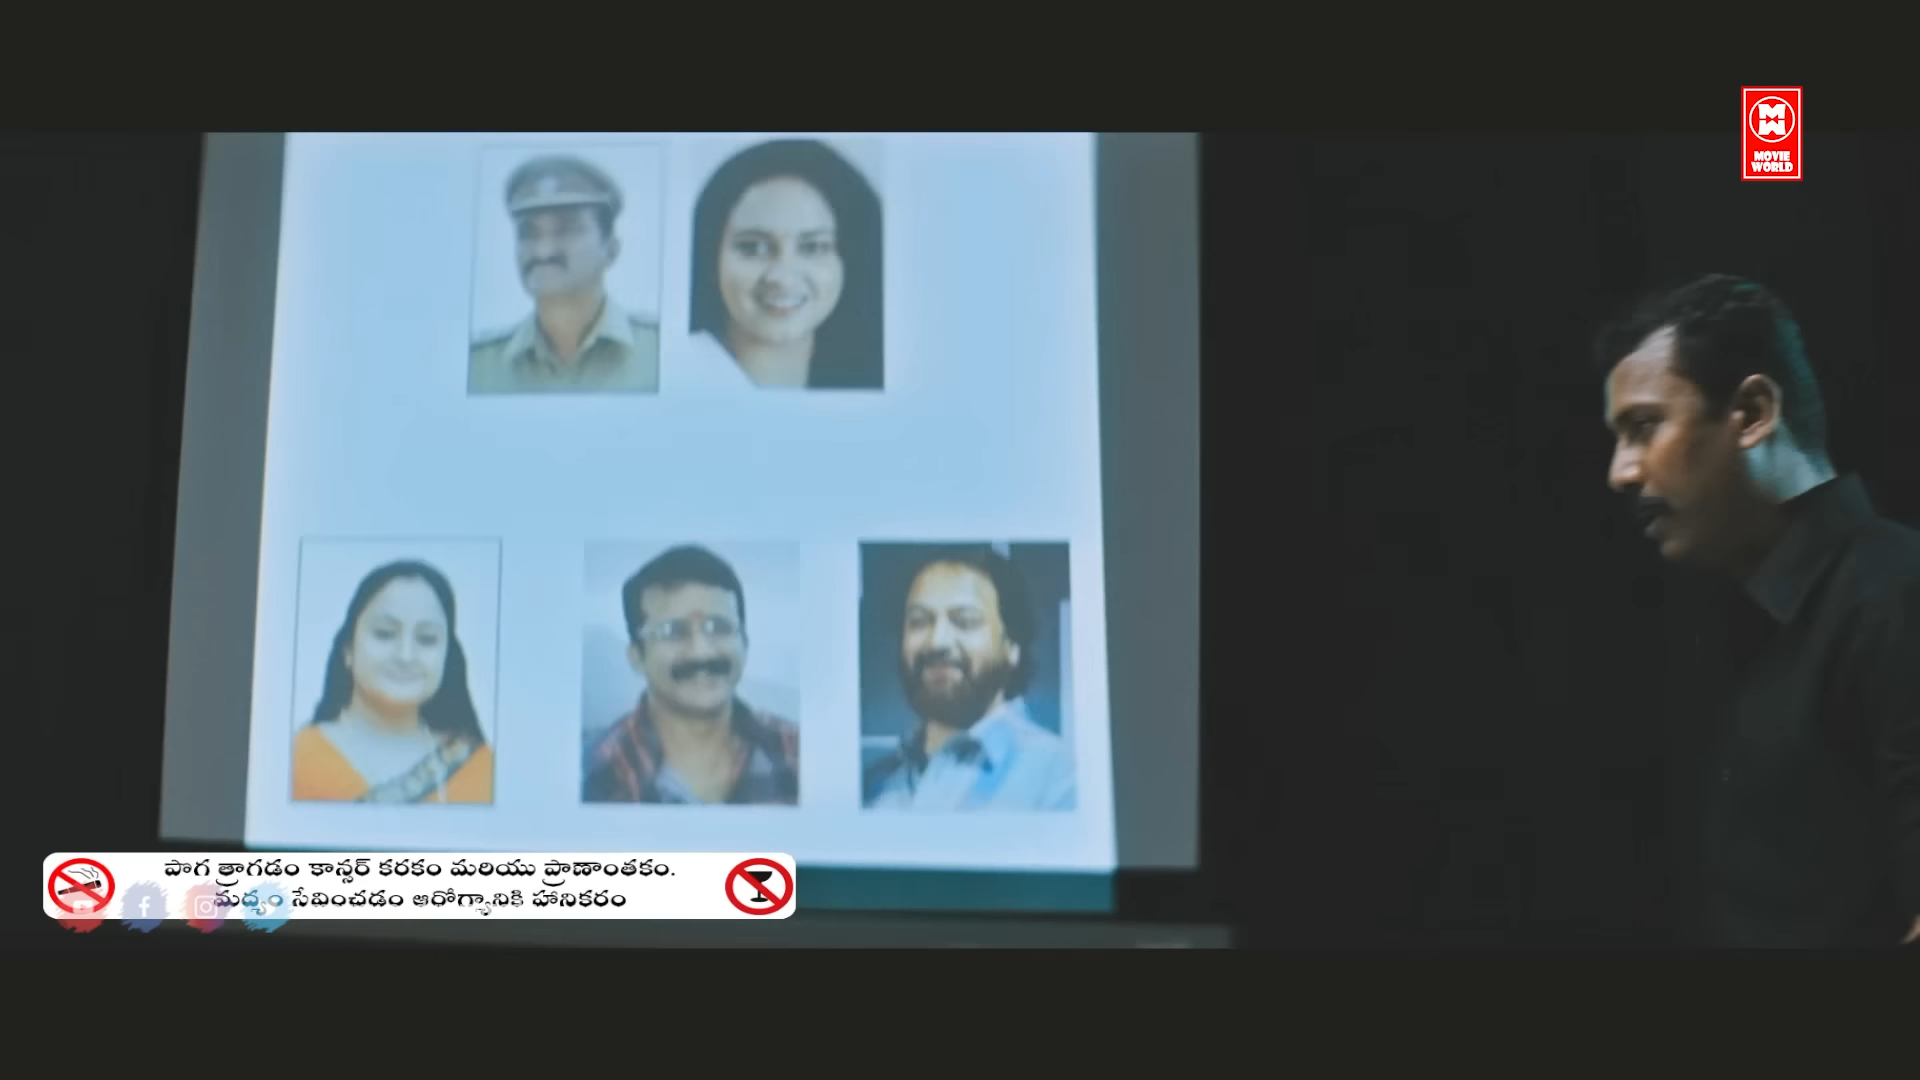 MOVIE
WORLD
పొగ త్రాగడం కాన్సర్ కరకం మరియు ప్రాణాంతకం.
మద్యం సేవించడం ఆరోగ్యానికి హానికరం